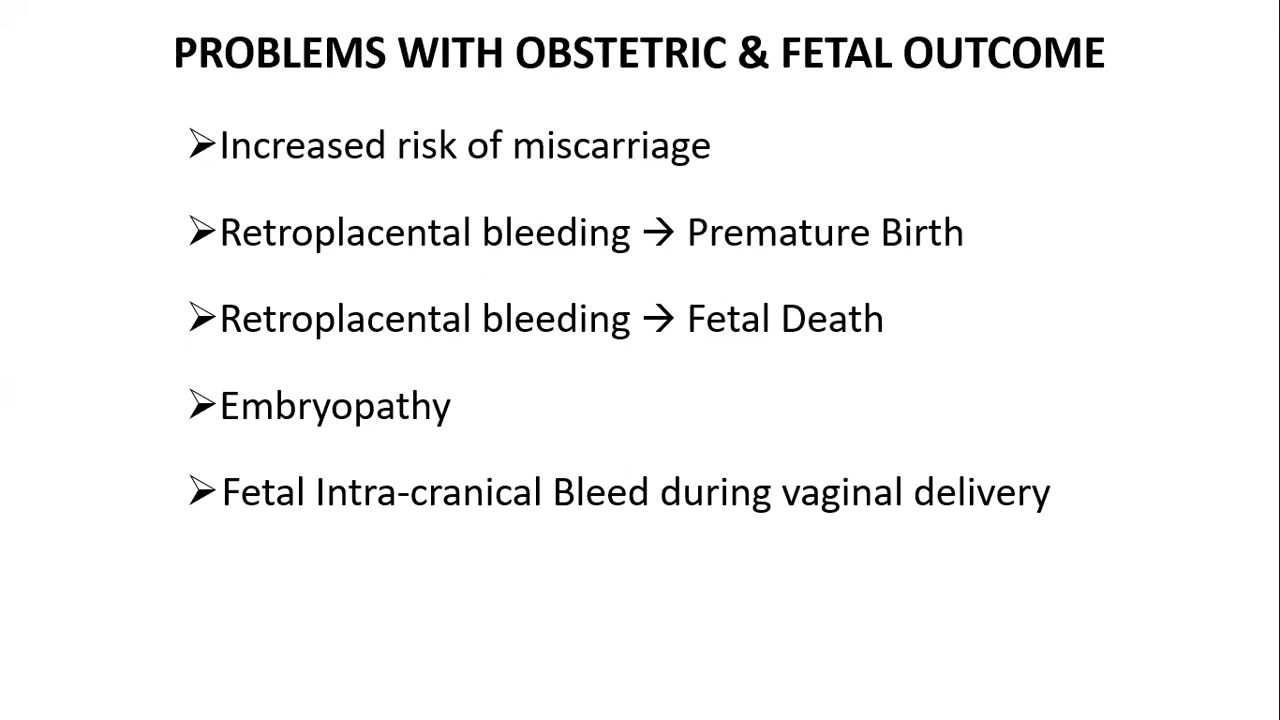 PROBLEMS WITH OBSTETRIC & FETAL OUTCOME
➢Increased risk of miscarriage
➢Retroplacental bleeding → Premature Birth
➢Retroplacental bleeding → Fetal Death
➢Embryopathy
➢Fetal Intra-cranical Bleed during vaginal delivery